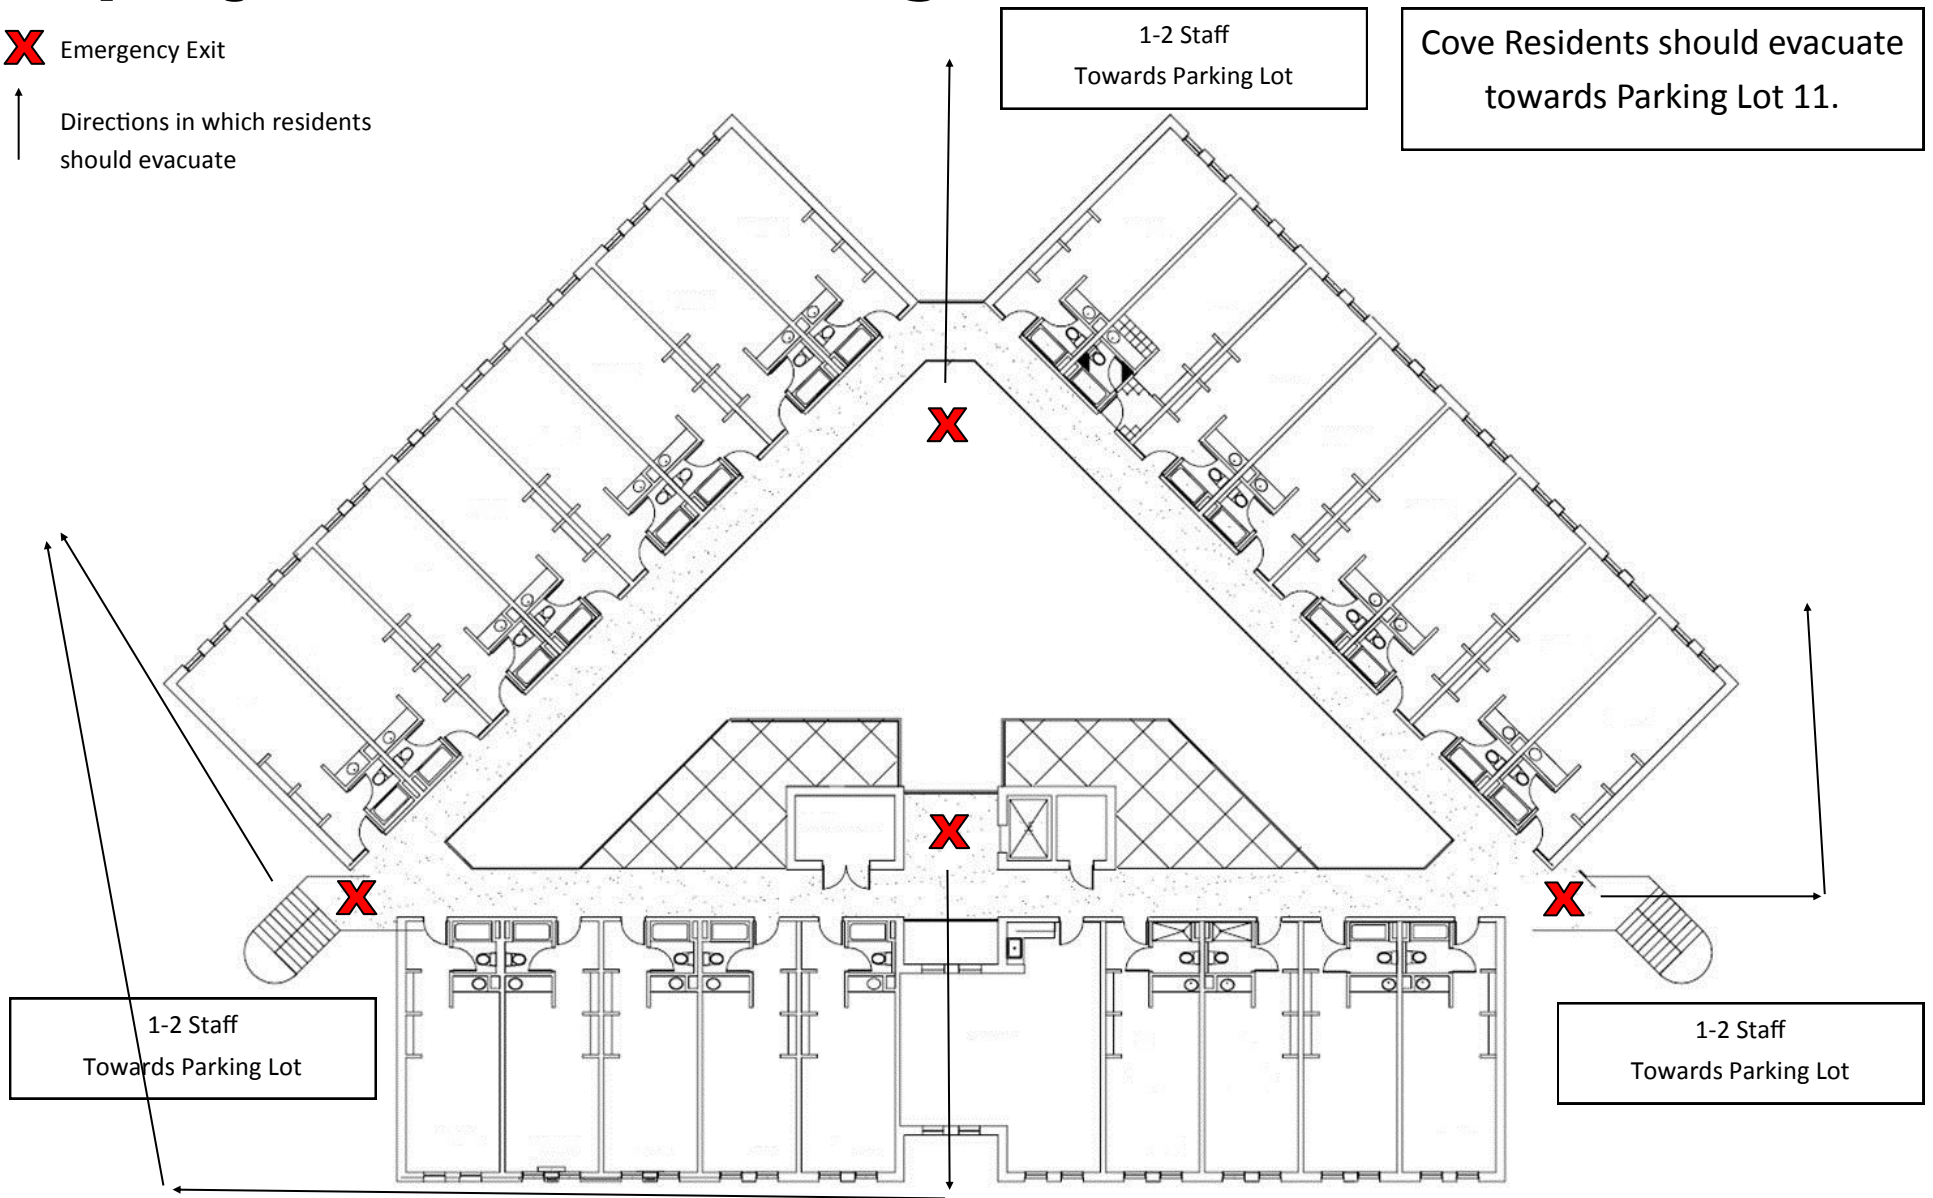 Emergency Exit
Directions in which residents
should evacuate
1-2 Staff
Towards Parking Lot
Cove Residents should evacuate
towards Parking Lot 11.
1-2 Staff
Towards Parking Lot
1-2 Staff
Towards Parking Lot